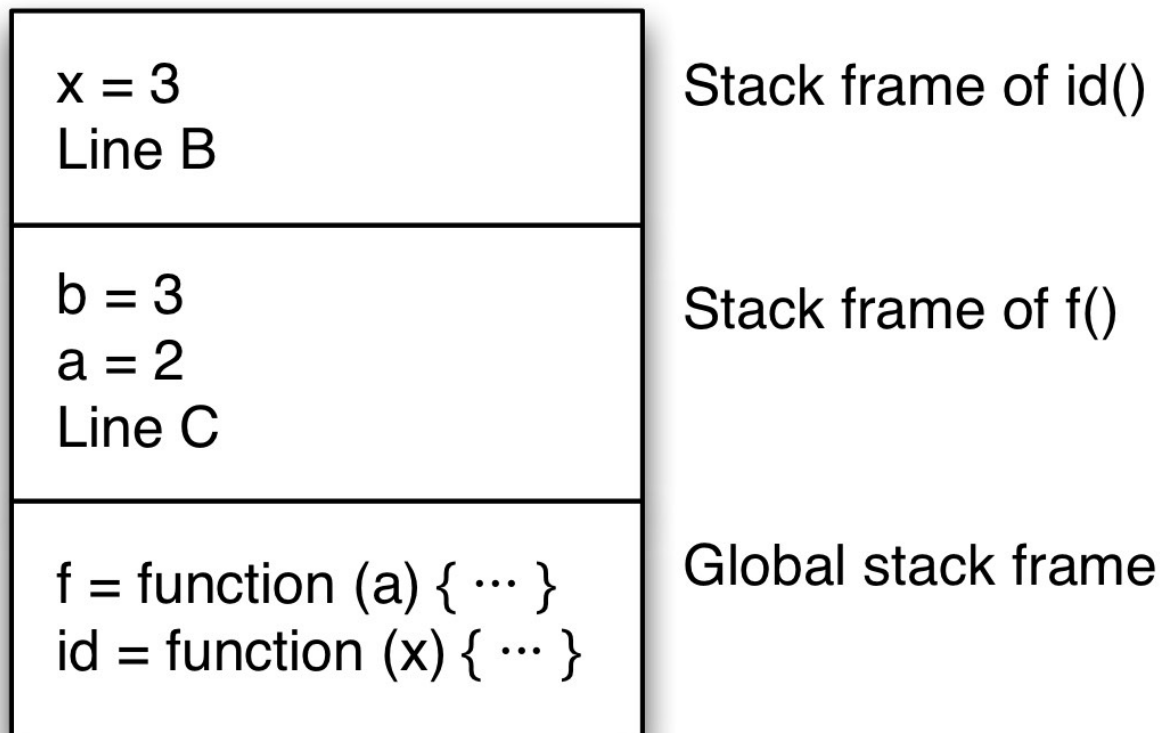 x = 3
Line B
Stack frame of id()
b = 3
a = 2
Line C
Stack frame of f()
f = function (a) { ··· }
id = function (x) { ··· }
Global stack frame